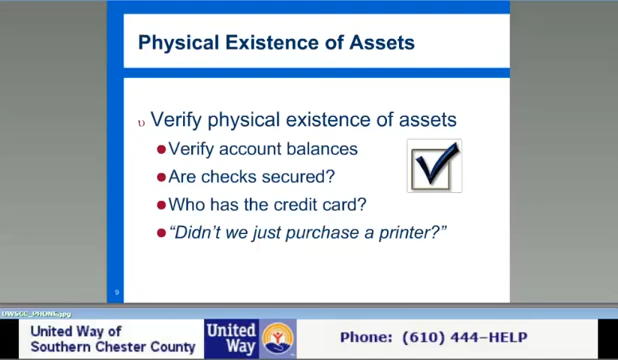 Physical Existence of Assets
υ Verify physical existence of assets
Verify account balances
Are checks secured?
Who has the credit card?
“Didn’t we just purchase a printer?”
9
UWSCC_PHONE.jpg
United Way of
Southern Chester County
United
Way
Phone: (610) 444–HELP